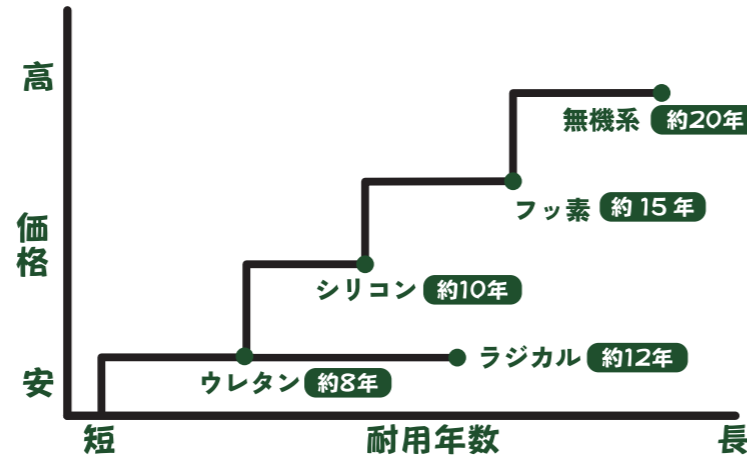 高
無機系 約20年
フッ素 約15年
価格
シリコン 約10年
ラジカル 約12年
安
ウレタン 約8年
短 耐用年数 長